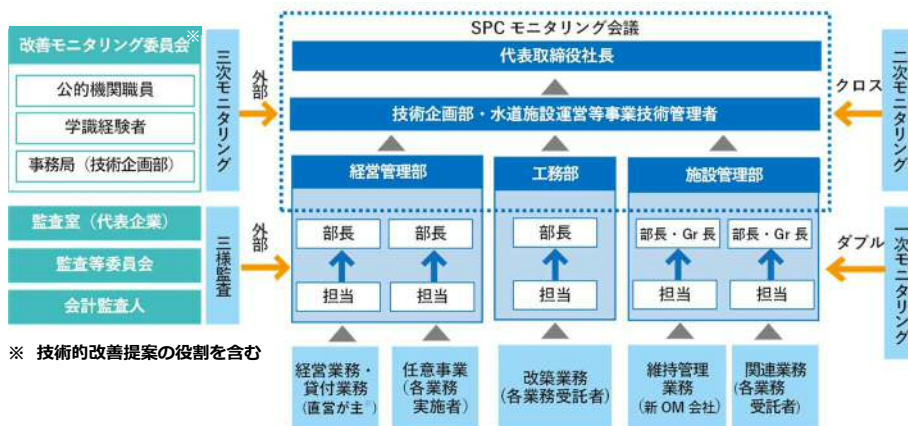 改善モニタリング委員会※
公的機関職員
学識経験者
事務局（技術企画部）
三次モニタリング
外部
SPCモニタリング会議
代表取締役社長
技術企画部・水道施設運営等事業技術管理者
クロス
二次モニタリング
経営管理部
工務部
施設管理部
監査室（代表企業）
監査等委員会
会計監査人
三様監査
外部
部長
部長
部長
部長・Gr長
部長・Gr長
担当
担当
担当
担当
担当
ダブル
一次モニタリング
※ 技術的改善提案の役割を含む
経営業務・
貸付業務
（直営が主※）
任意事業
（各業務
実施者）
改築業務
（各業務受託者）
維持管理
業務
（新OM会社）
関連業務
（各業務
受託者）